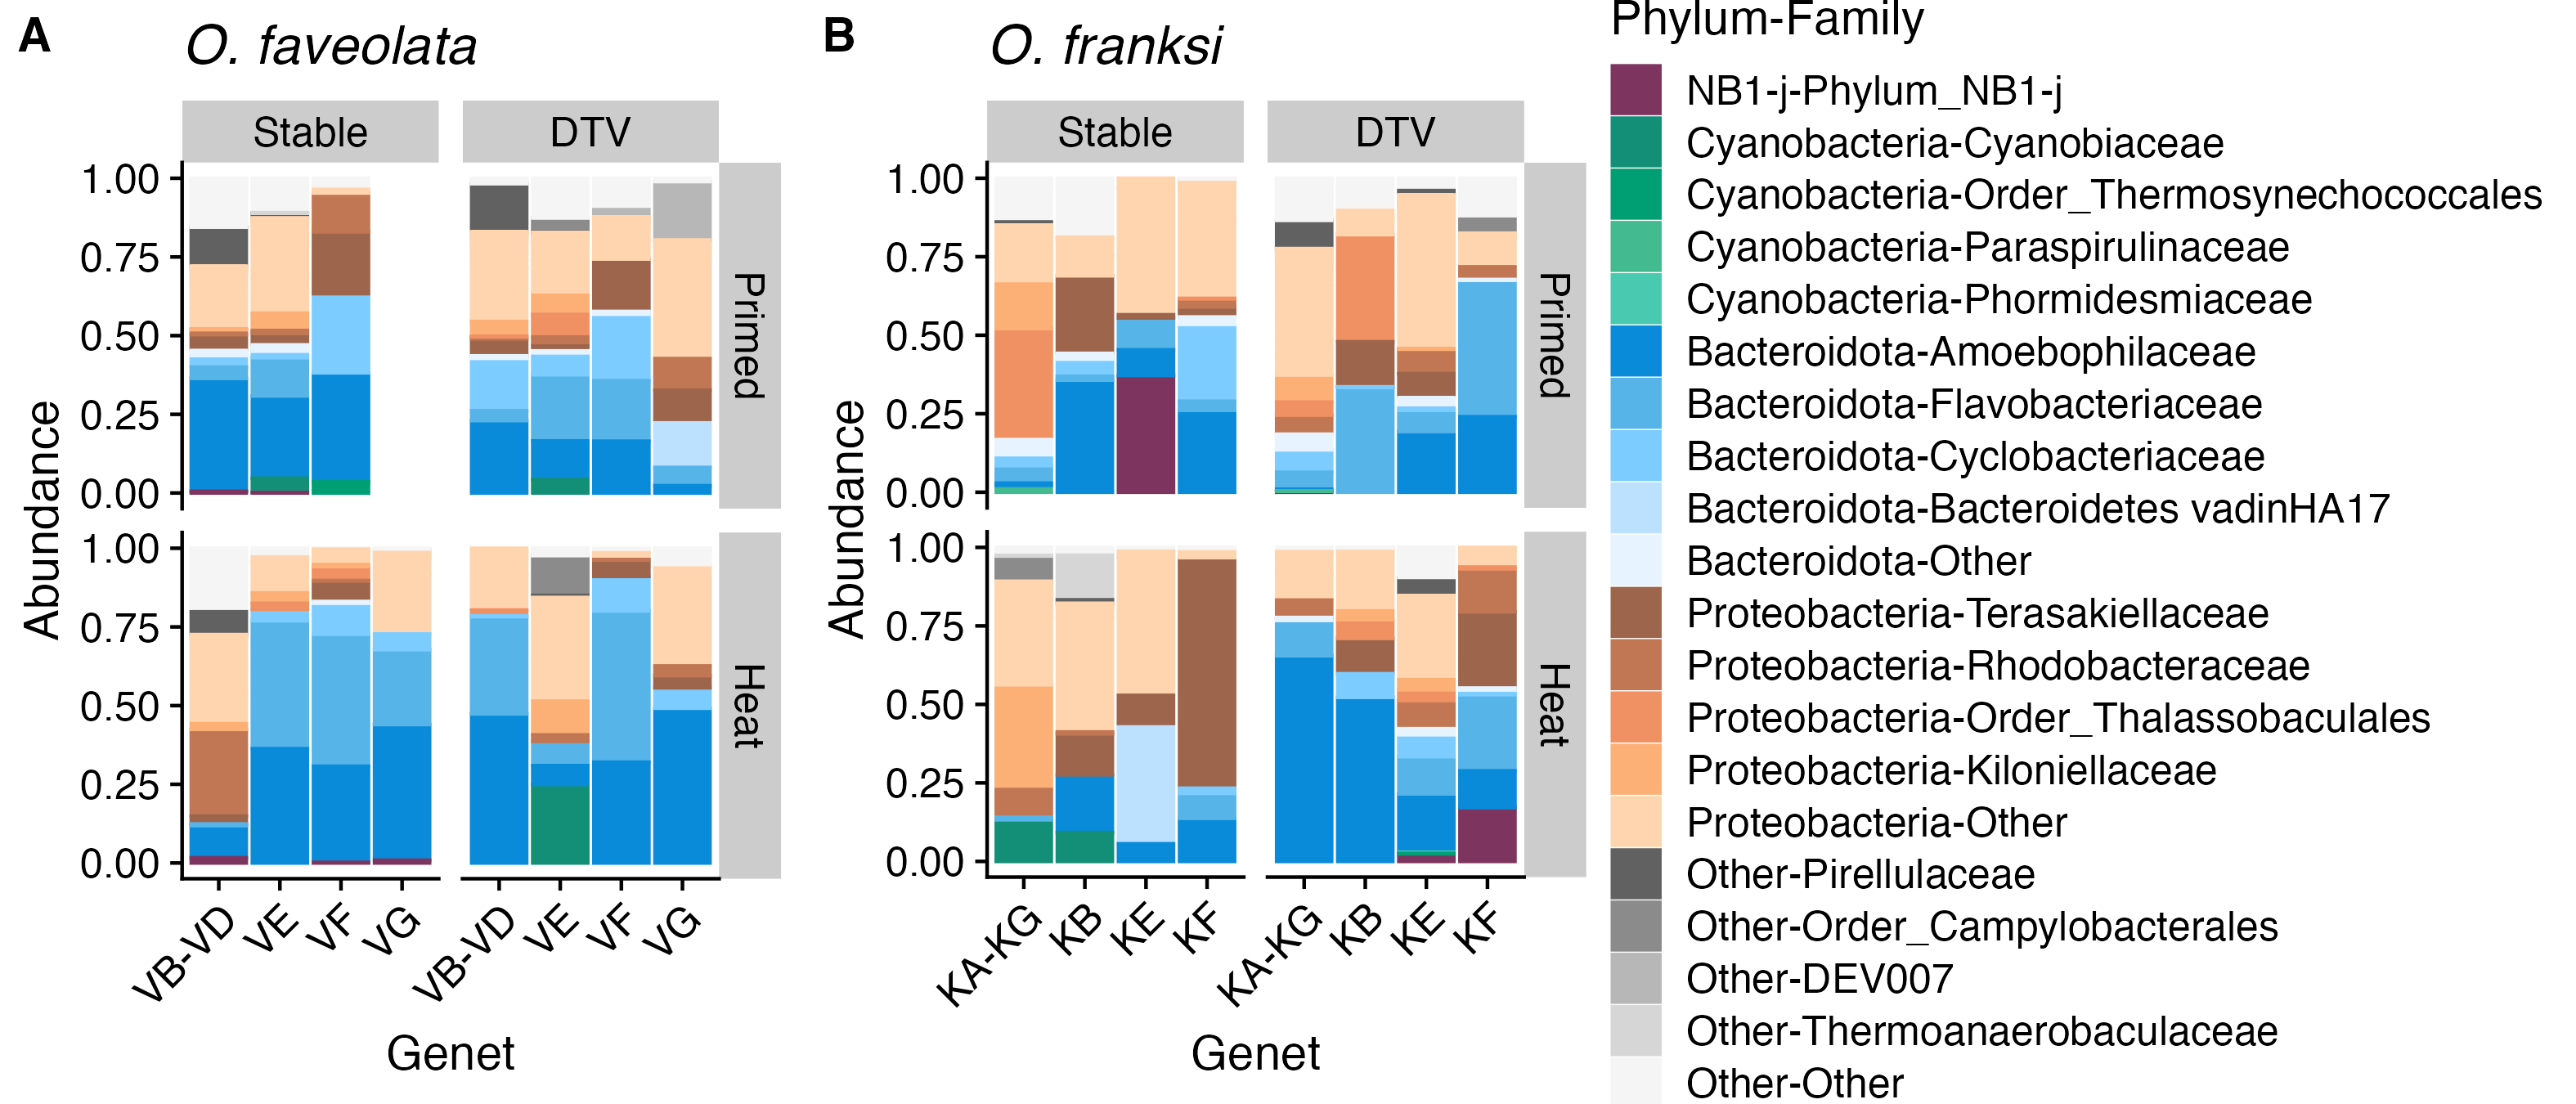 A
O. faveolata
Stable
DTV
Abundance
1.00
0.75
0.50
0.25
0.00
Primed
1.00
0.75
0.50
0.25
0.00
Heat
VB-VD
VE
VF
VG
VB-VD
VE
VF
VG
Genet
B
O. franksi
Stable
DTV
Abundance
1.00
0.75
0.50
0.25
0.00
Primed
1.00
0.75
0.50
0.25
0.00
Heat
KA-KG
KB
KE
KF
KA-KG
KB
KE
KF
Genet
Phylum-Family
NB1-j-Phylum_NB1-j
Cyanobacteria-Cyanobiaceae
Cyanobacteria-Order_Thermosynechococcales
Cyanobacteria-Paraspirulinaceae
Cyanobacteria-Phormidesmiaceae
Bacteroidota-Amoebophilaceae
Bacteroidota-Flavobacteriaceae
Bacteroidota-Cyclobacteriaceae
Bacteroidota-Bacteroidetes vadinHA17
Bacteroidota-Other
Proteobacteria-Terasakiellaceae
Proteobacteria-Rhodobacteraceae
Proteobacteria-Order_Thalassobaculales
Proteobacteria-Kiloniellaceae
Proteobacteria-Other
Other-Pirellulaceae
Other-Order_Campylobacterales
Other-DEV007
Other-Thermoanaerobaculaceae
Other-Other